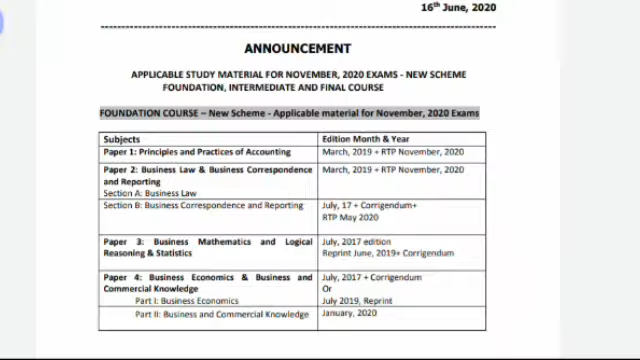 16th June, 2020
ANNOUNCEMENT
APPLICABLE STUDY MATERIAL FOR NOVEMBER, 2020 EXAMS - NEW SCHEME
FOUNDATION, INTERMEDIATE AND FINAL COURSE
FOUNDATION COURSE – New Scheme - Applicable material for November, 2020 Exams
Subjects Edition Month & Year
Paper 1: Principles and Practices of Accounting March, 2019 + RTP November, 2020
Paper 2: Business Law & Business Correspondence March, 2019 + RTP November, 2020
and Reporting
Section A: Business Law
Section B: Business Correspondence and Reporting July, 17 + Corrigendum+
RTP May 2020
Paper 3: Business Mathematics and Logical July, 2017 edition
Reasoning & Statistics Reprint June, 2019+ Corrigendum
Paper 4: Business Economics & Business and July, 2017 + Corrigendum
Commercial Knowledge Or
Part I: Business Economics July 2019, Reprint
Part II: Business and Commercial Knowledge January, 2020